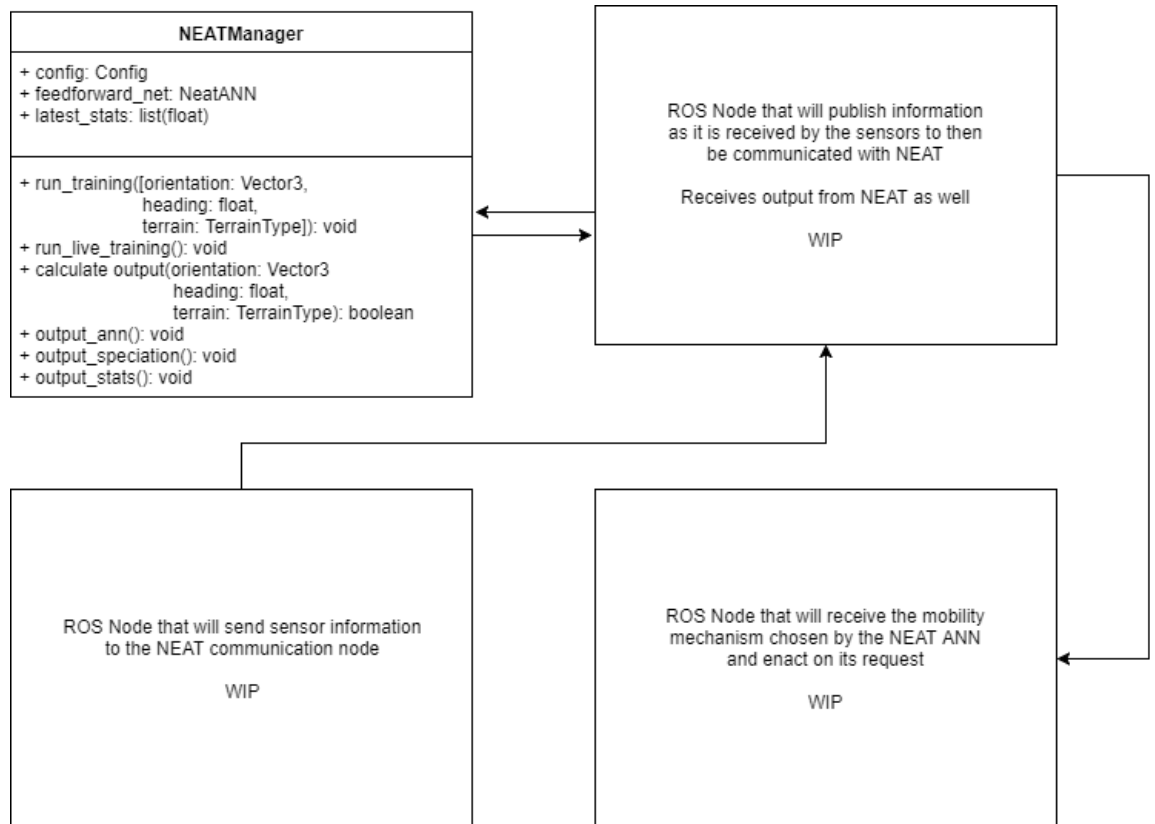 NEATManager
+ config: Config
+ feedforward_net: NeatANN
+ latest_stats: list(float)
+ run_training([orientation: Vector3,
heading: float,
terrain: TerrainType]): void
+ run_live_training(): void
+ calculate output(orientation: Vector3
heading: float,
terrain: TerrainType): boolean
+ output_ann(): void
+ output_speciation(): void
+ output_stats(): void
ROS Node that will publish information
as it is received by the sensors to then
be communicated with NEAT
Receives output from NEAT as well
WIP
ROS Node that will send sensor information
to the NEAT communication node
WIP
ROS Node that will receive the mobility
mechanism chosen by the NEAT ANN
and enact on its request
WIP